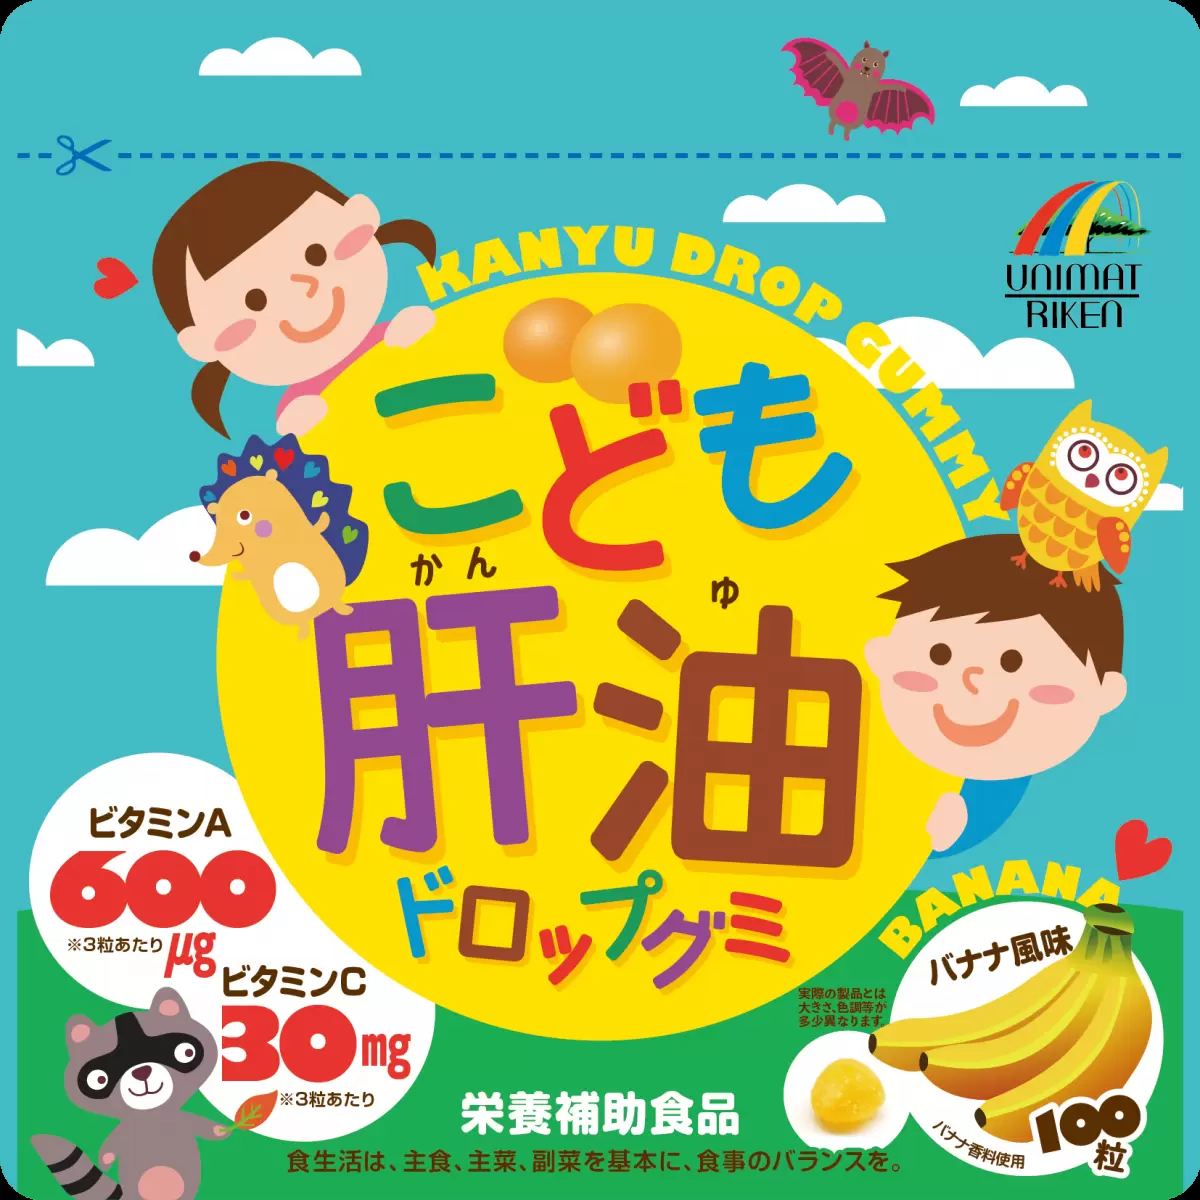 UNIMAT
RIKEN
KANYU DROP GUMMY
こども
かん ゆ
肝油
ドロップグミ
ビタミンA
600
※3粒あたり μg
ビタミンC
30mg
※3粒あたり
BANANA
バナナ風味
実際の製品とは
大きさ、色調等が
多少異なります。
100
粒
バナナ香料使用
栄養補助食品
食生活は、主食、主菜、副菜を基本に、食事のバランスを。